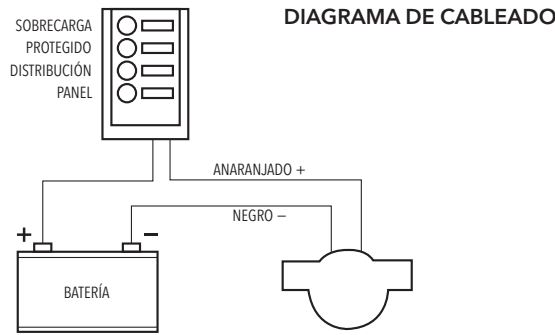 DIAGRAMA DE CABLEADO
SOBRECARGA
PROTEGIDO
DISTRIBUCIÓN
PANEL
ANARANJADO +
NEGRO –
+ –
BATERÍA